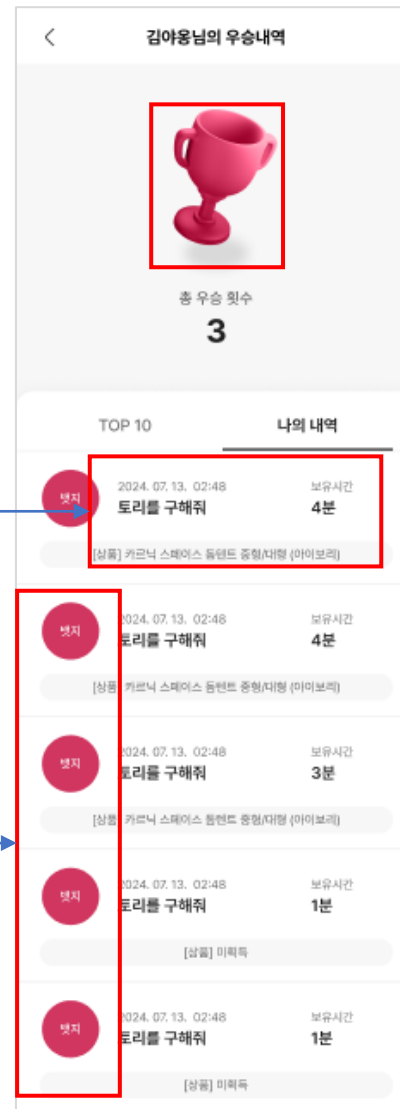 김야옹님의 우승내역
총 우승 횟수
3
TOP 10 나의 내역
뱃지 2024. 07. 13. 02:48 보유시간
토리를 구해줘 4분
[상품] 카르닉 스페이스 돔텐트 중형/대형 (아이보리)
뱃지 2024. 07. 13. 02:48 보유시간
토리를 구해줘 4분
[상품] 카르닉 스페이스 돔텐트 중형/대형 (아이보리)
뱃지 2024. 07. 13. 02:48 보유시간
토리를 구해줘 3분
[상품] 카르닉 스페이스 돔텐트 중형/대형 (아이보리)
뱃지 2024. 07. 13. 02:48 보유시간
토리를 구해줘 1분
[상품] 미획득
뱃지 2024. 07. 13. 02:48 보유시간
토리를 구해줘 1분
[상품] 미획득